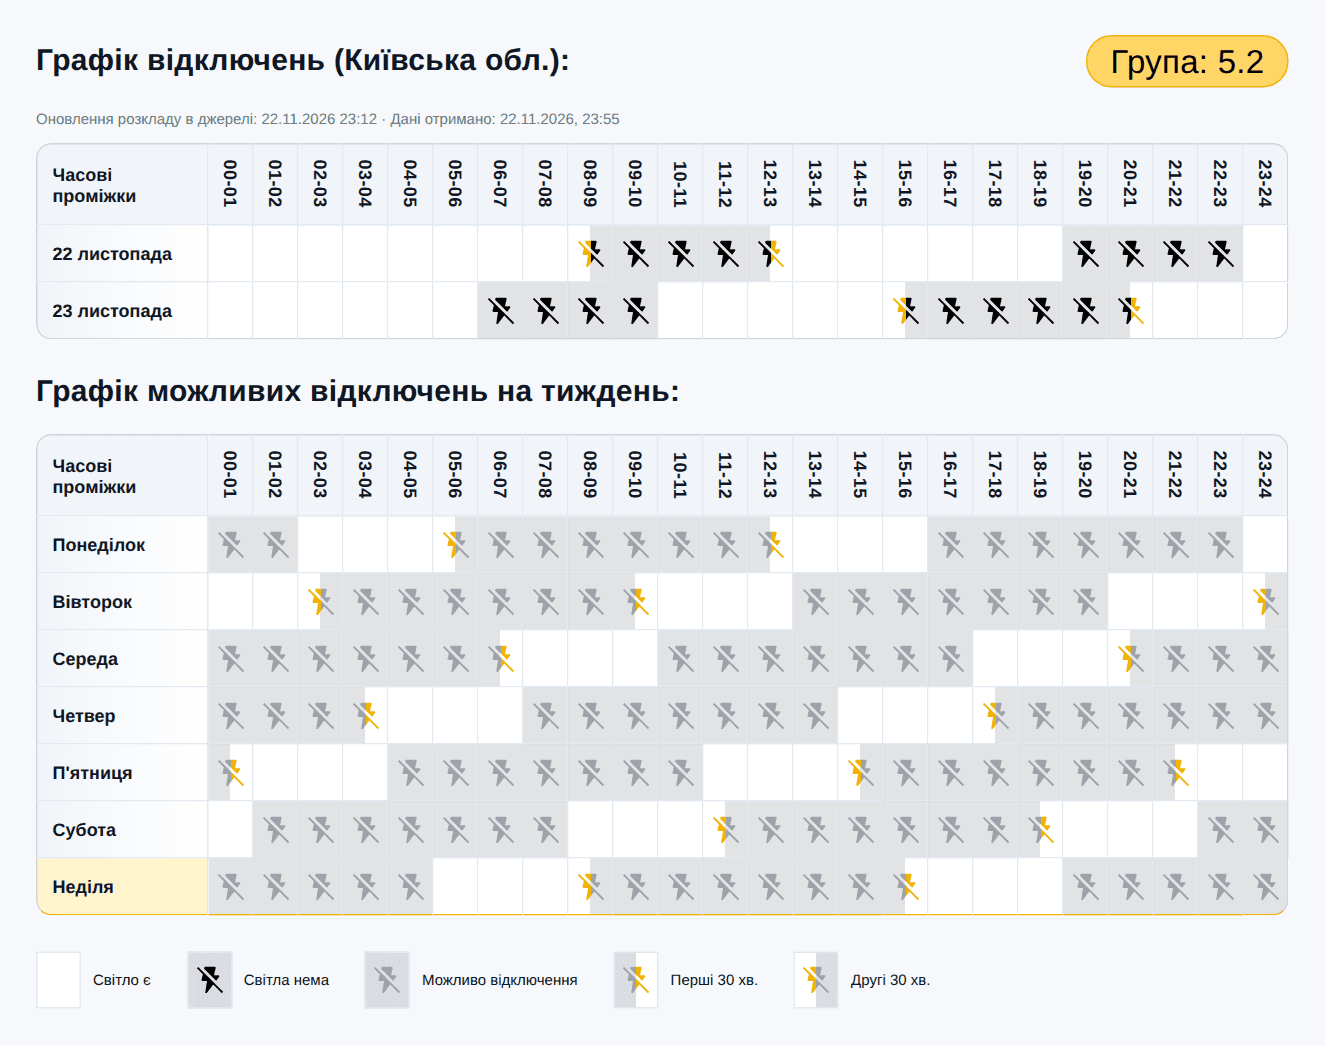 Графік відключень (Київська обл.):
Група: 5.2
Оновлення розкладу в джерелі: 22.11.2026 23:12 · Дані отримано: 22.11.2026, 23:55
Часові проміжки 00-01 01-02 02-03 03-04 04-05 05-06 06-07 07-08 08-09 09-10 10-11 11-12 12-13 13-14 14-15 15-16 16-17 17-18 18-19 19-20 20-21 21-22 22-23 23-24
22 листопада
23 листопада
Графік можливих відключень на тиждень:
Часові проміжки 00-01 01-02 02-03 03-04 04-05 05-06 06-07 07-08 08-09 09-10 10-11 11-12 12-13 13-14 14-15 15-16 16-17 17-18 18-19 19-20 20-21 21-22 22-23 23-24
Понеділок
Вівторок
Середа
Четвер
П'ятниця
Субота
Неділя
Світло є Світла нема Можливо відключення Перші 30 хв. Другі 30 хв.